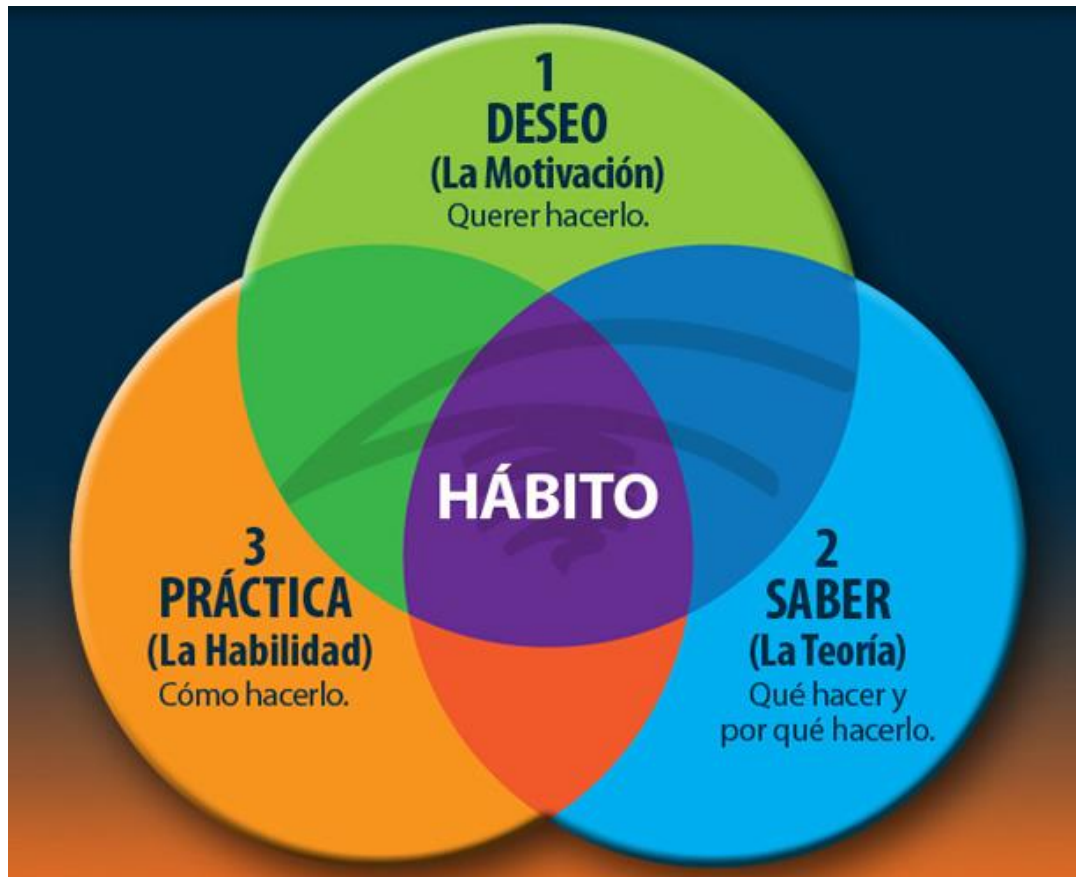 1
DESEO
(La Motivación)
Querer hacerlo.
HÁBITO
3
PRÁCTICA
(La Habilidad)
Cómo hacerlo.
2
SABER
(La Teoría)
Qué hacer y
por qué hacerlo.